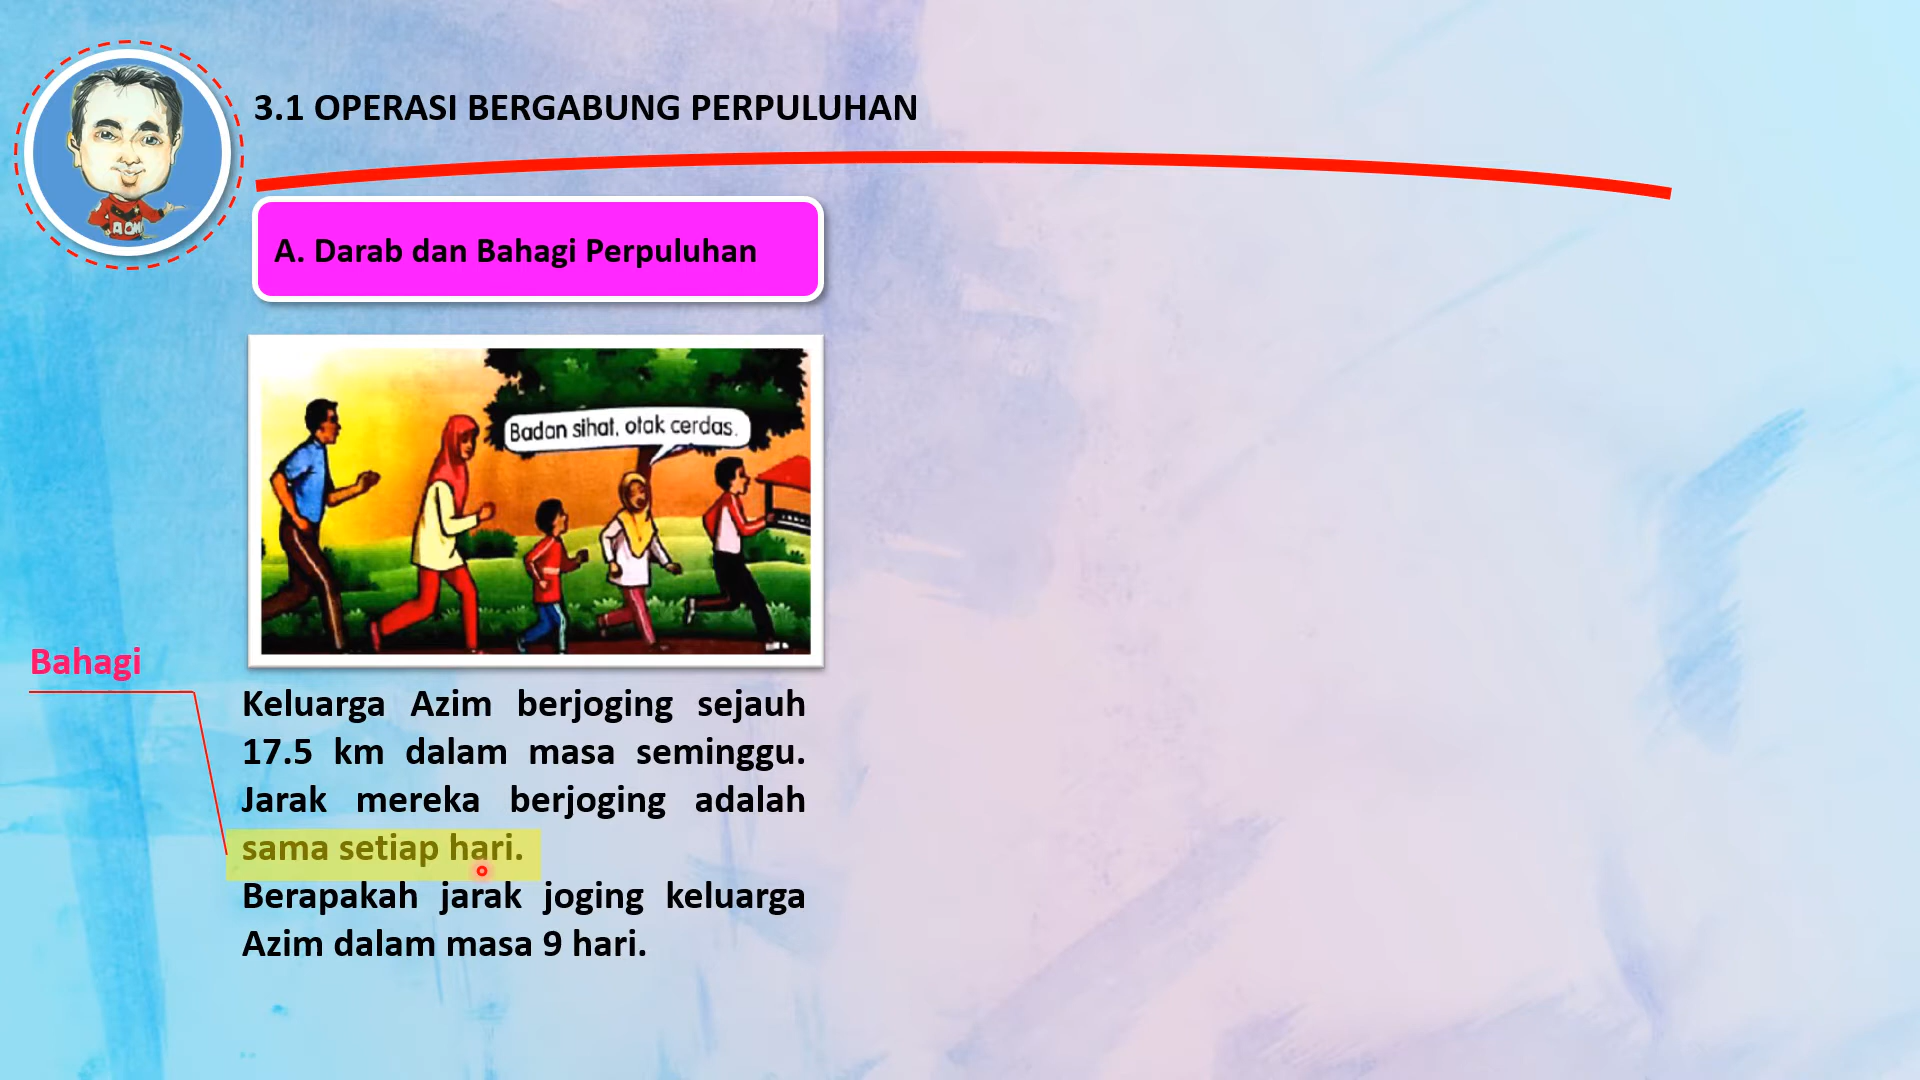 3.1 OPERASI BERGABUNG PERPULUHAN
A. Darab dan Bahagi Perpuluhan
Badan sihat, otak cerdas.
Bahagi
Keluarga Azim berjoging sejauh
17.5 km dalam masa seminggu.
Jarak mereka berjoging adalah
sama setiap hari.
Berapakah jarak joging keluarga
Azim dalam masa 9 hari.